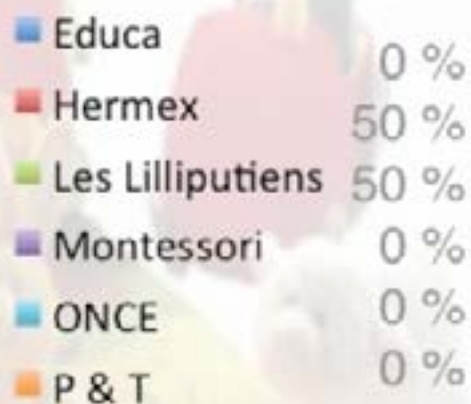 Educa 0 %
Hermex 50 %
Les Lilliputiens 50 %
Montessori 0 %
ONCE 0 %
P & T 0 %